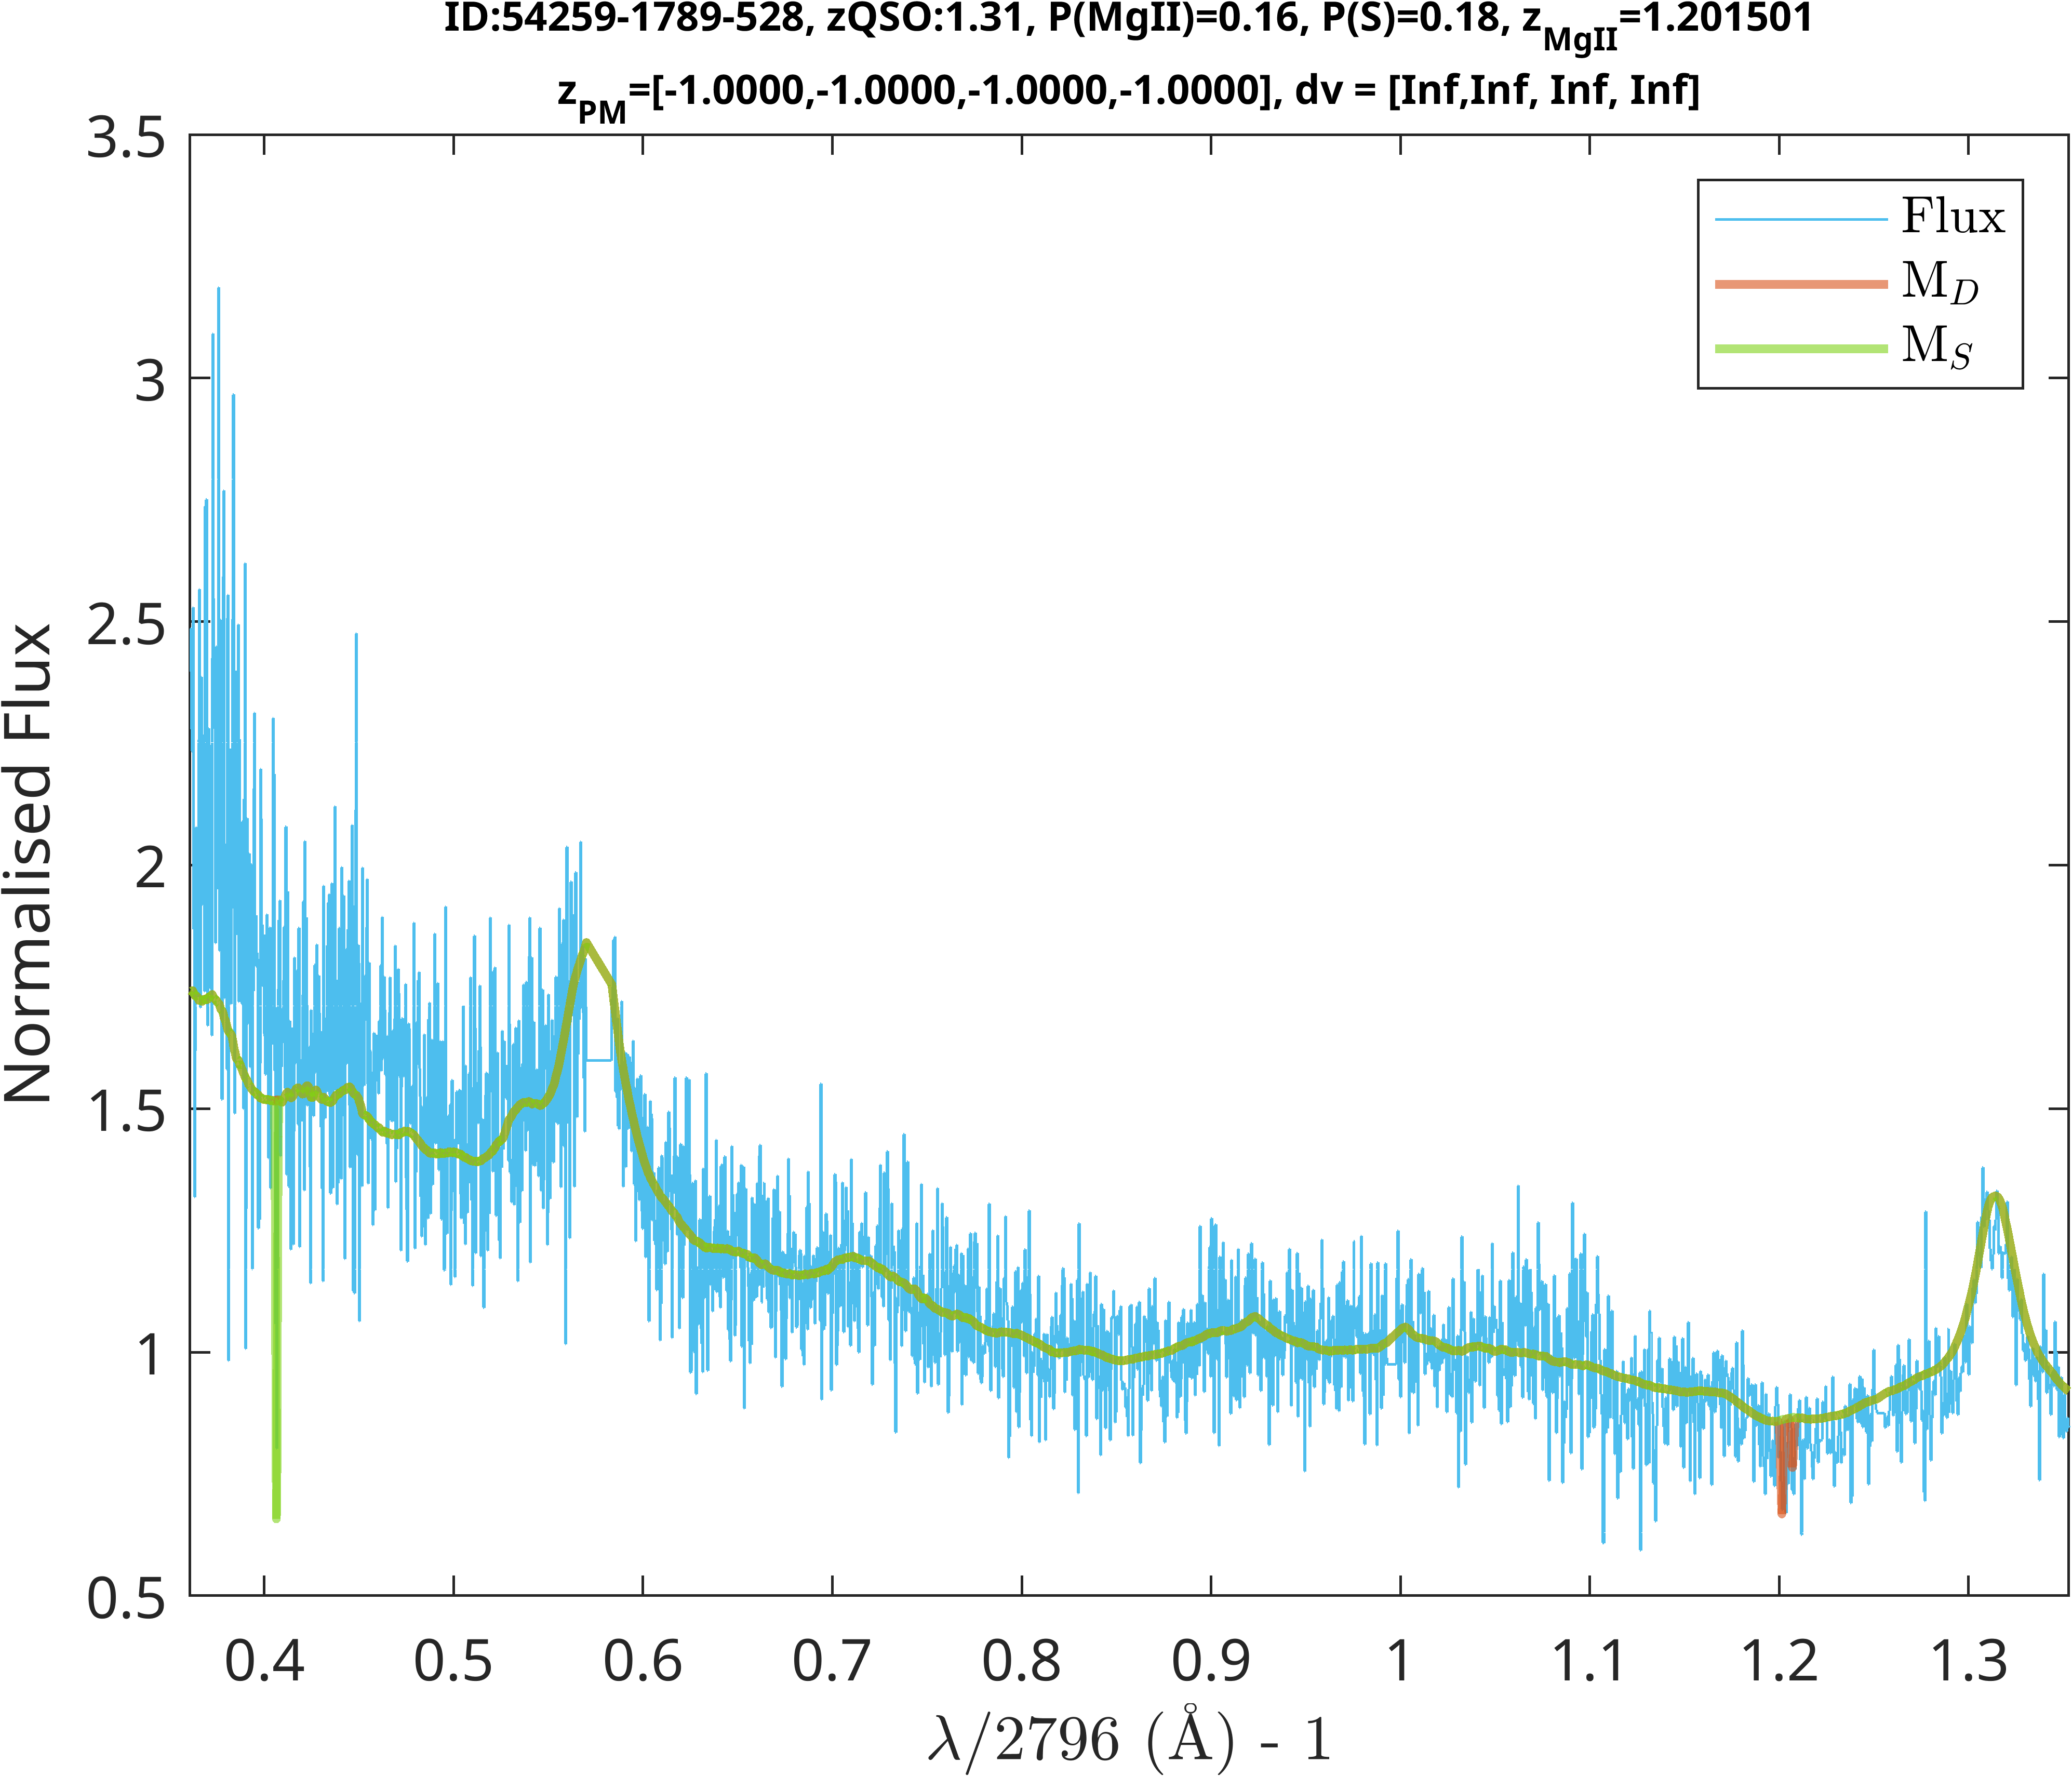 ID:54259-1789-528, zQSO:1.31, P(MgII)=0.16, P(S)=0.18, zMgII=1.201501
zPM=[-1.0000,-1.0000,-1.0000,-1.0000], dv = [Inf,Inf, Inf, Inf]
3.5
3
2.5
2
1.5
1
0.5
Normalised Flux
Flux
MD
MS
0.4 0.5 0.6 0.7 0.8 0.9 1 1.1 1.2 1.3
λ/2796 (Å) - 1